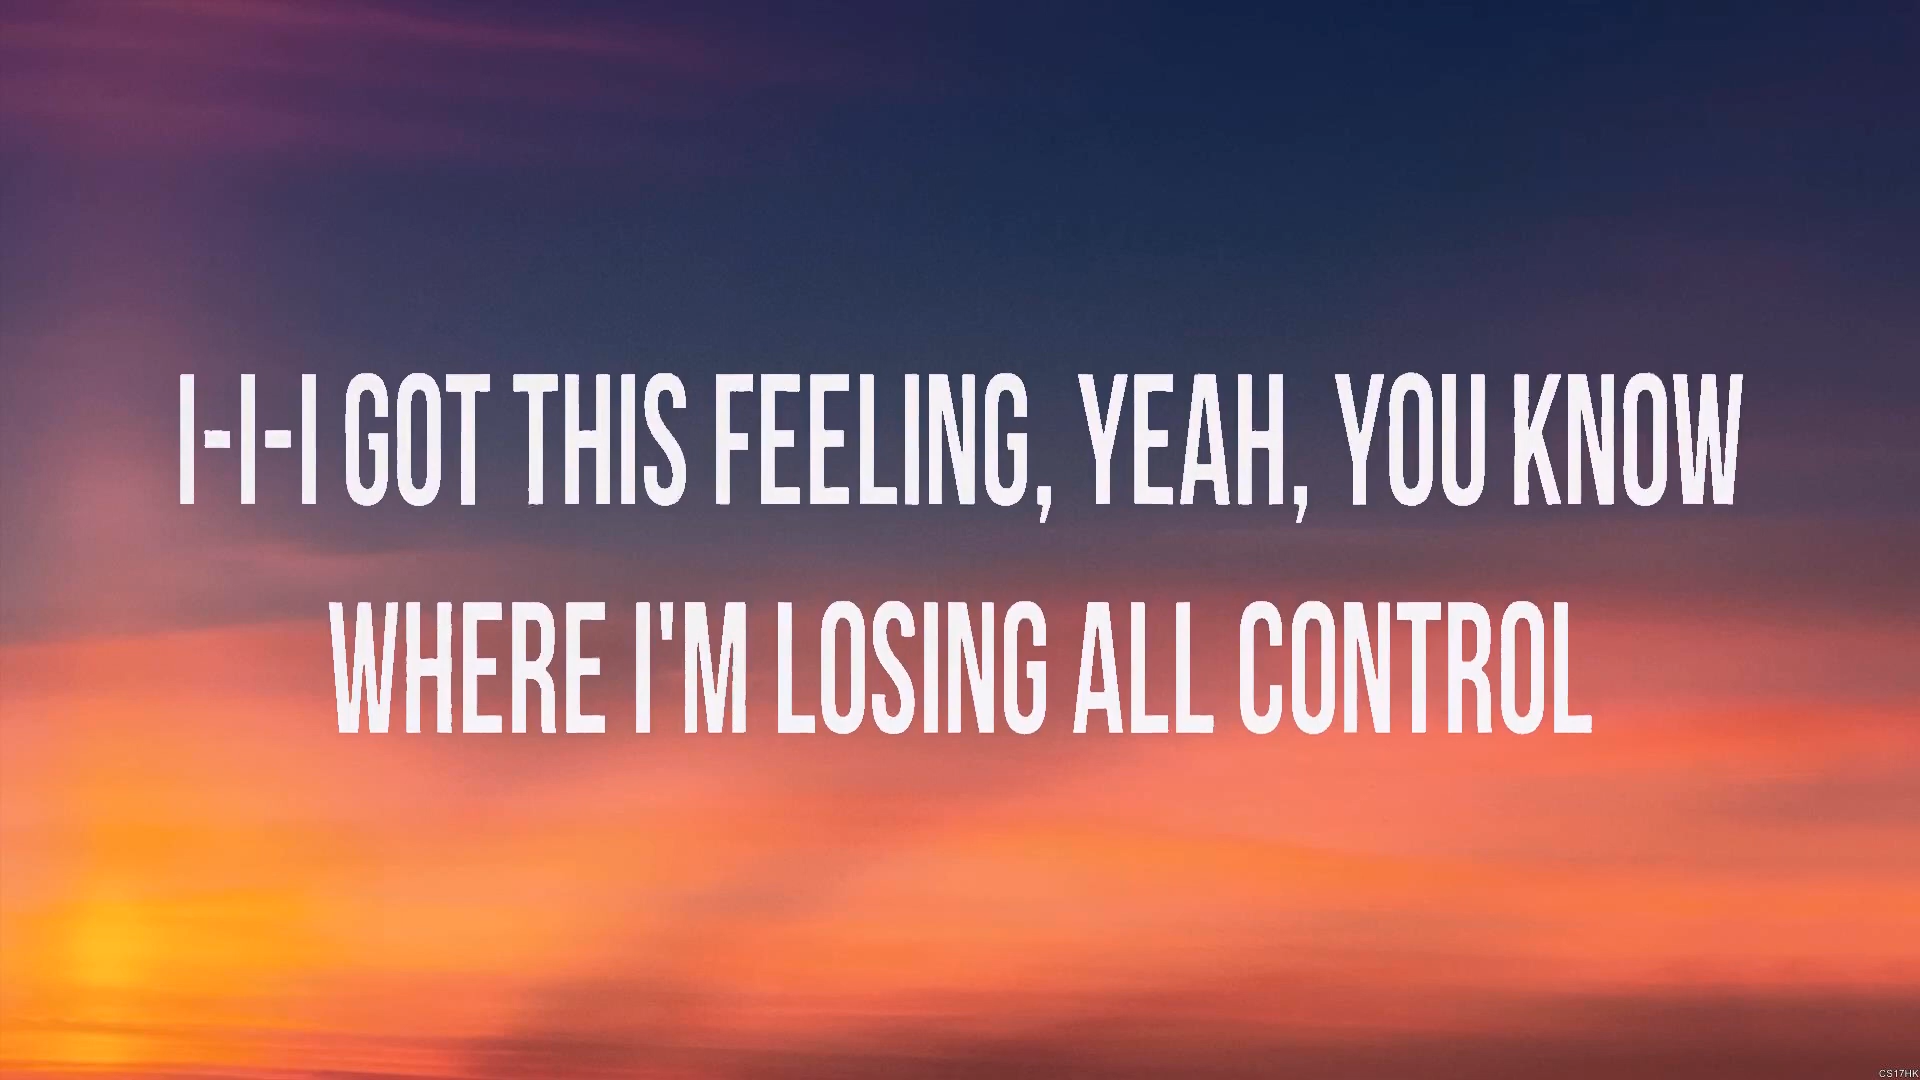 I-I-I GOT THIS FEELING, YEAH, YOU KNOW
WHERE I'M LOSING ALL CONTROL
CS17HK